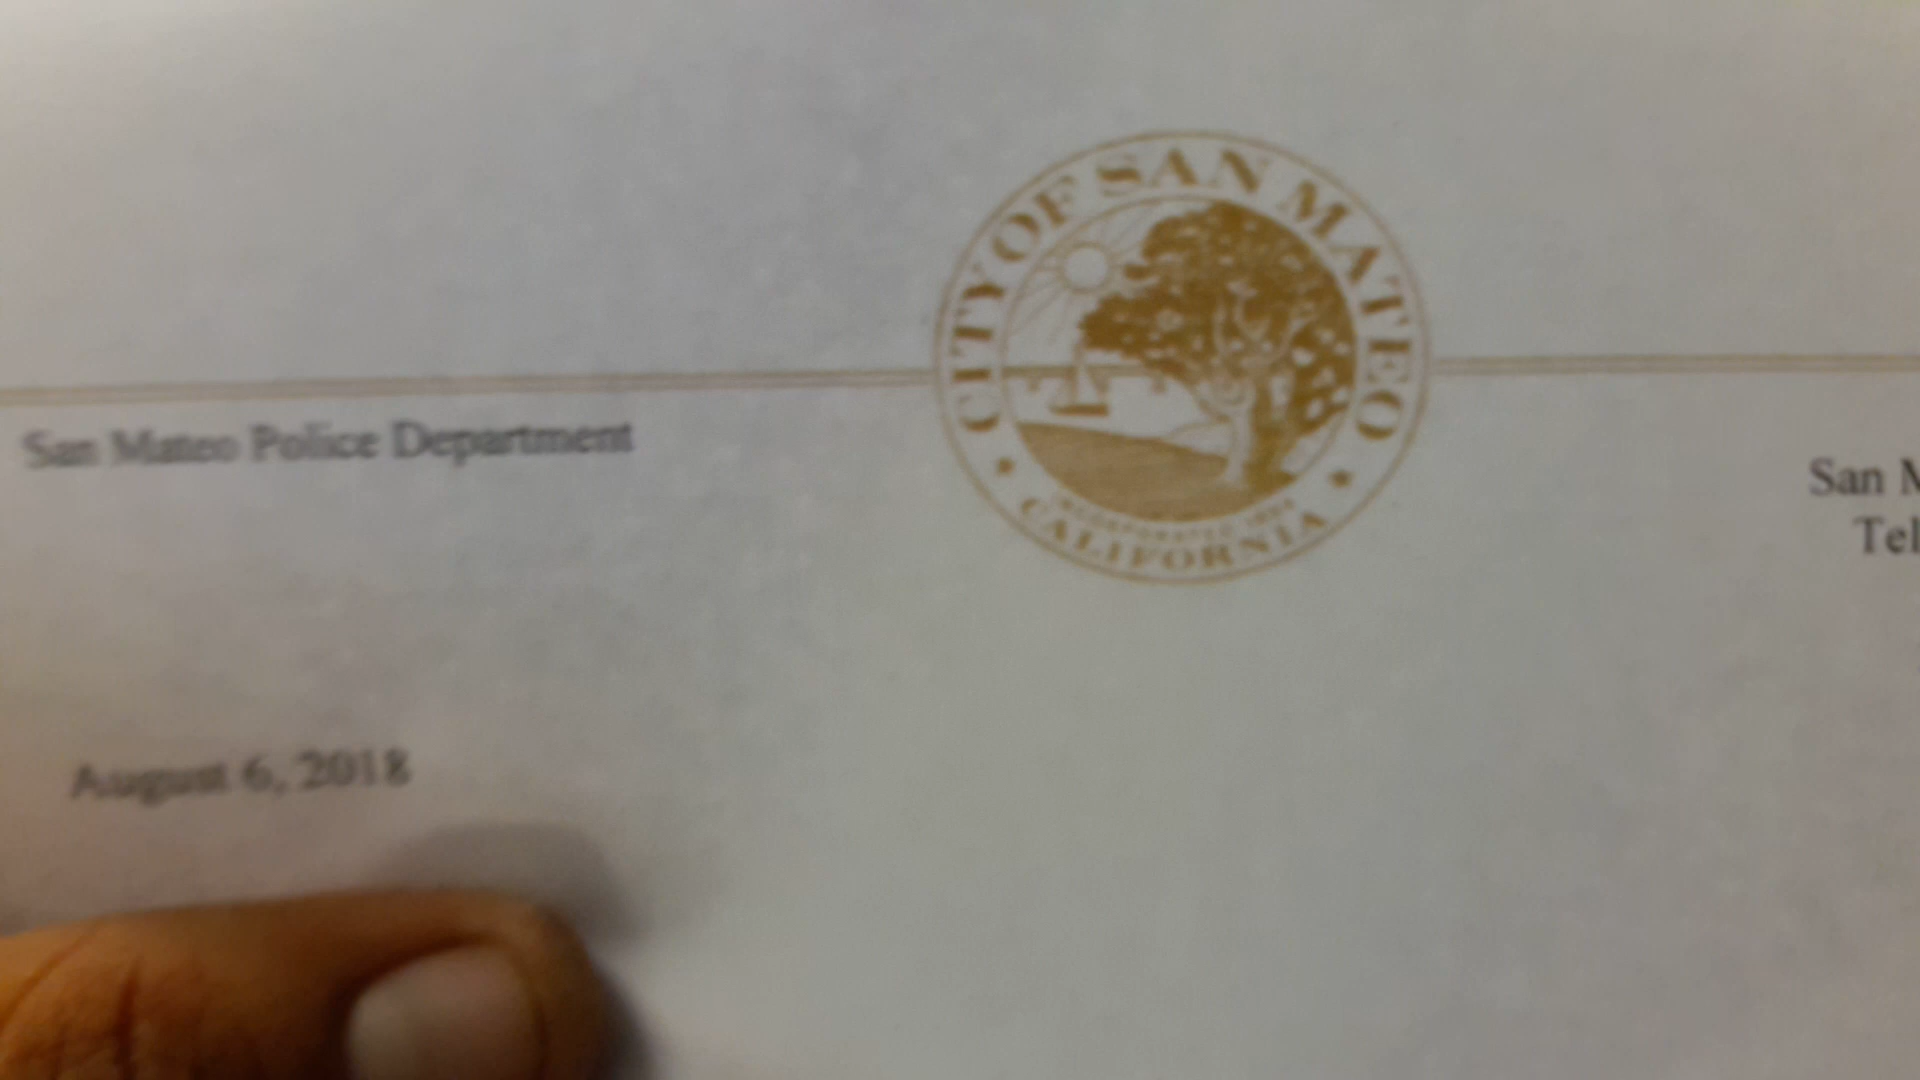 CITY OF SAN MATEO
CALIFORNIA
San Mateo Police Department
San M
Tel
August 6, 2018